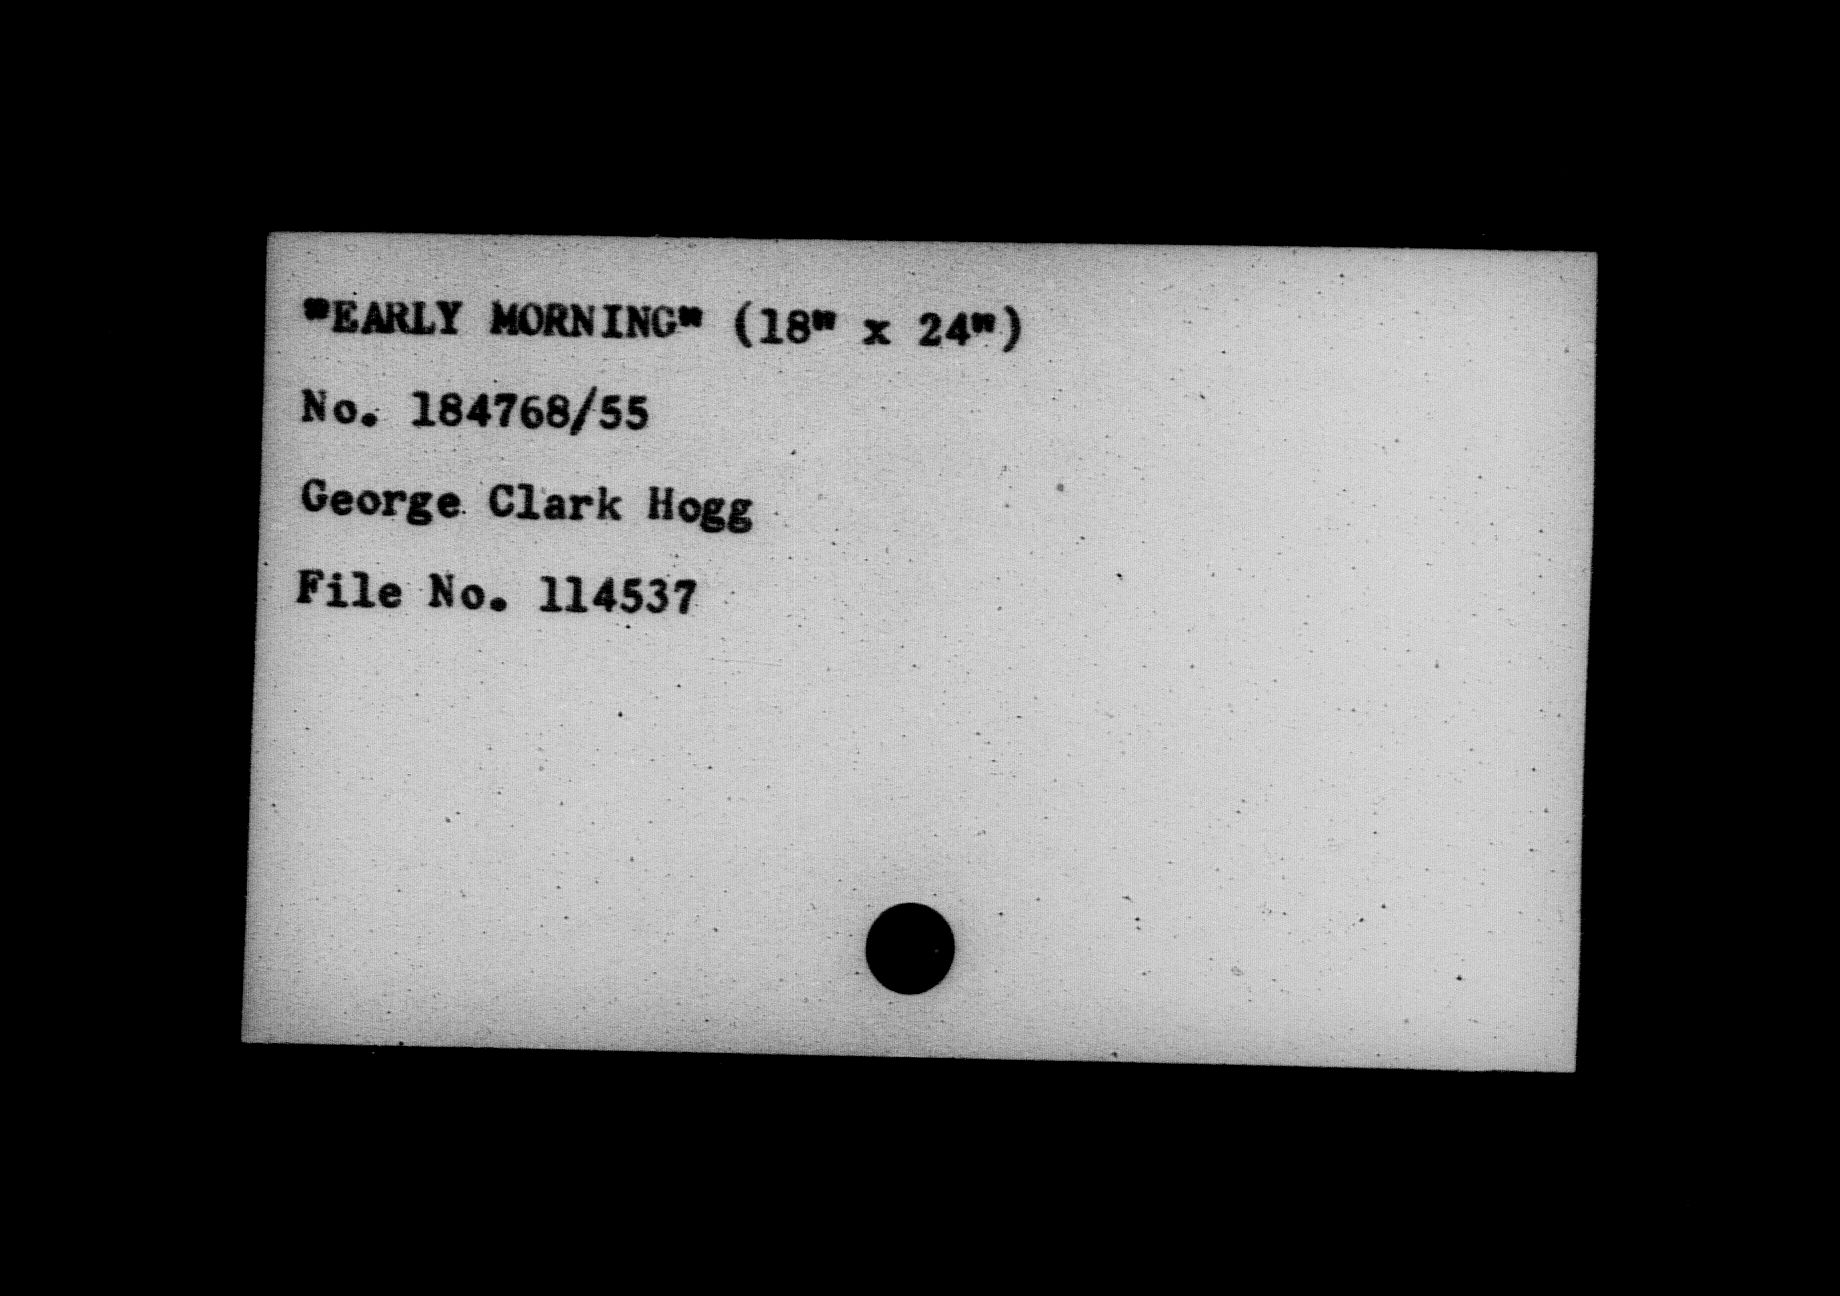 "EARLY MORNING" (18" x 24")
No. 184768/55
George Clark Hogg
File No. 114537